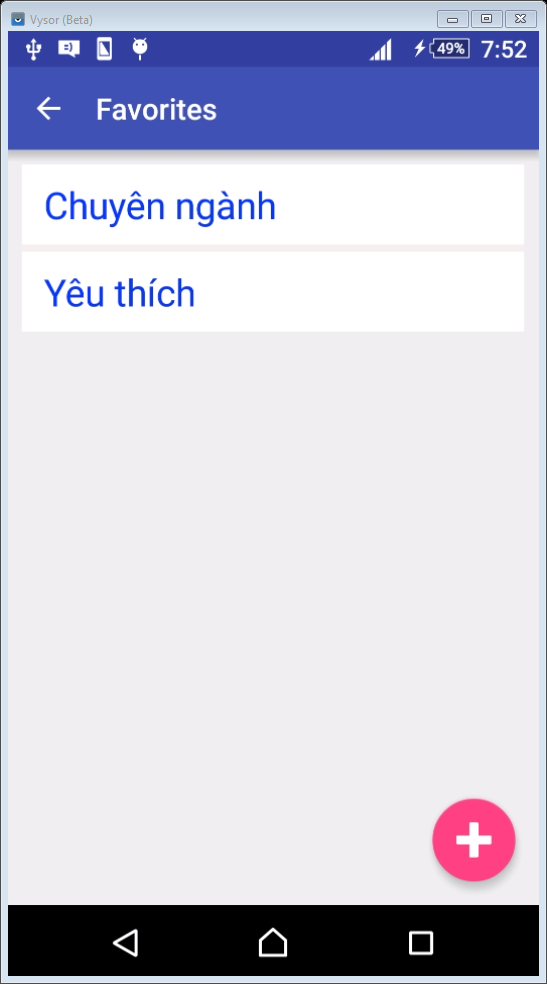 Vysor (Beta)
49% 7:52
Favorites
Chuyên ngành
Yêu thích